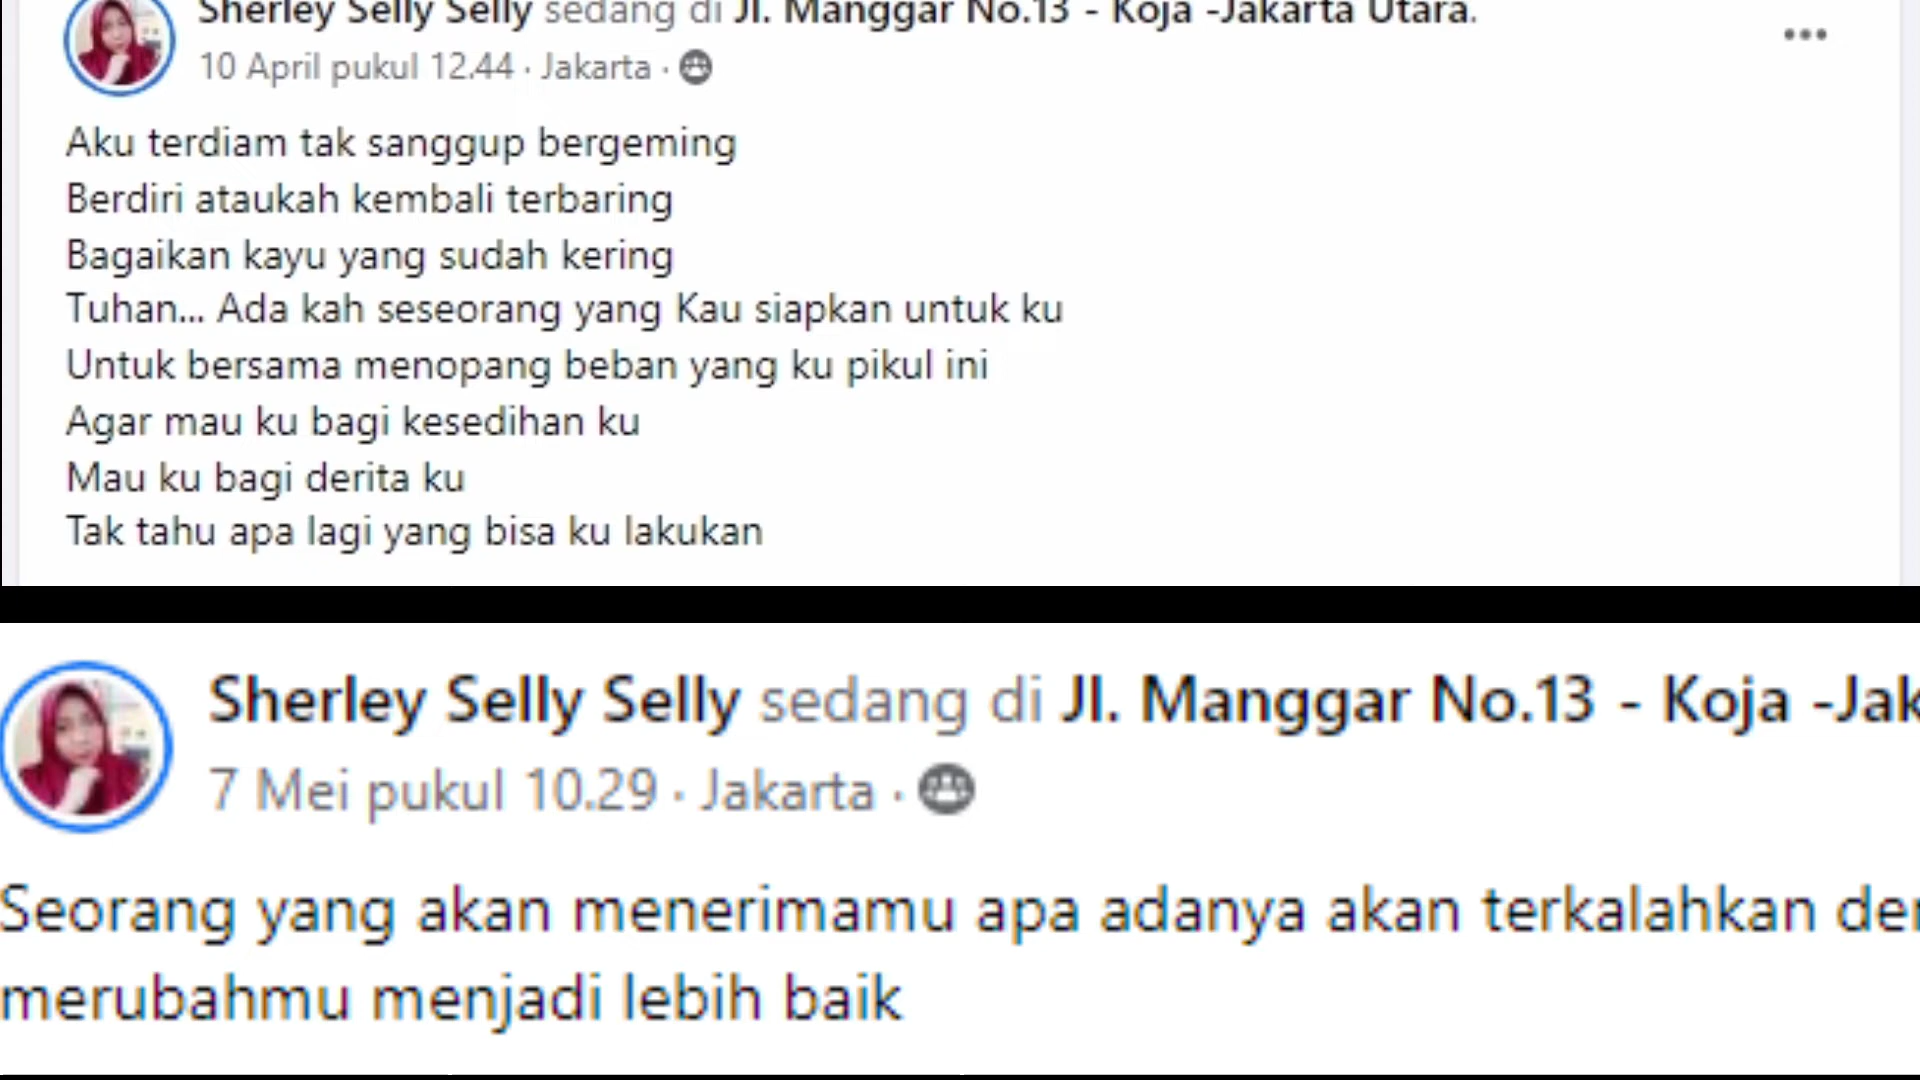 Sherley Selly Selly sedang di Jl. Manggar No.13 - Koja -Jakarta Utara.
10 April pukul 12.44 · Jakarta ·
Aku terdiam tak sanggup bergeming
Berdiri ataukah kembali terbaring
Bagaikan kayu yang sudah kering
Tuhan... Ada kah seseorang yang Kau siapkan untuk ku
Untuk bersama menopang beban yang ku pikul ini
Agar mau ku bagi kesedihan ku
Mau ku bagi derita ku
Tak tahu apa lagi yang bisa ku lakukan
Sherley Selly Selly sedang di Jl. Manggar No.13 - Koja -Jak
7 Mei pukul 10.29 · Jakarta ·
Seorang yang akan menerimamu apa adanya akan terkalahkan
merubahmu menjadi lebih baik